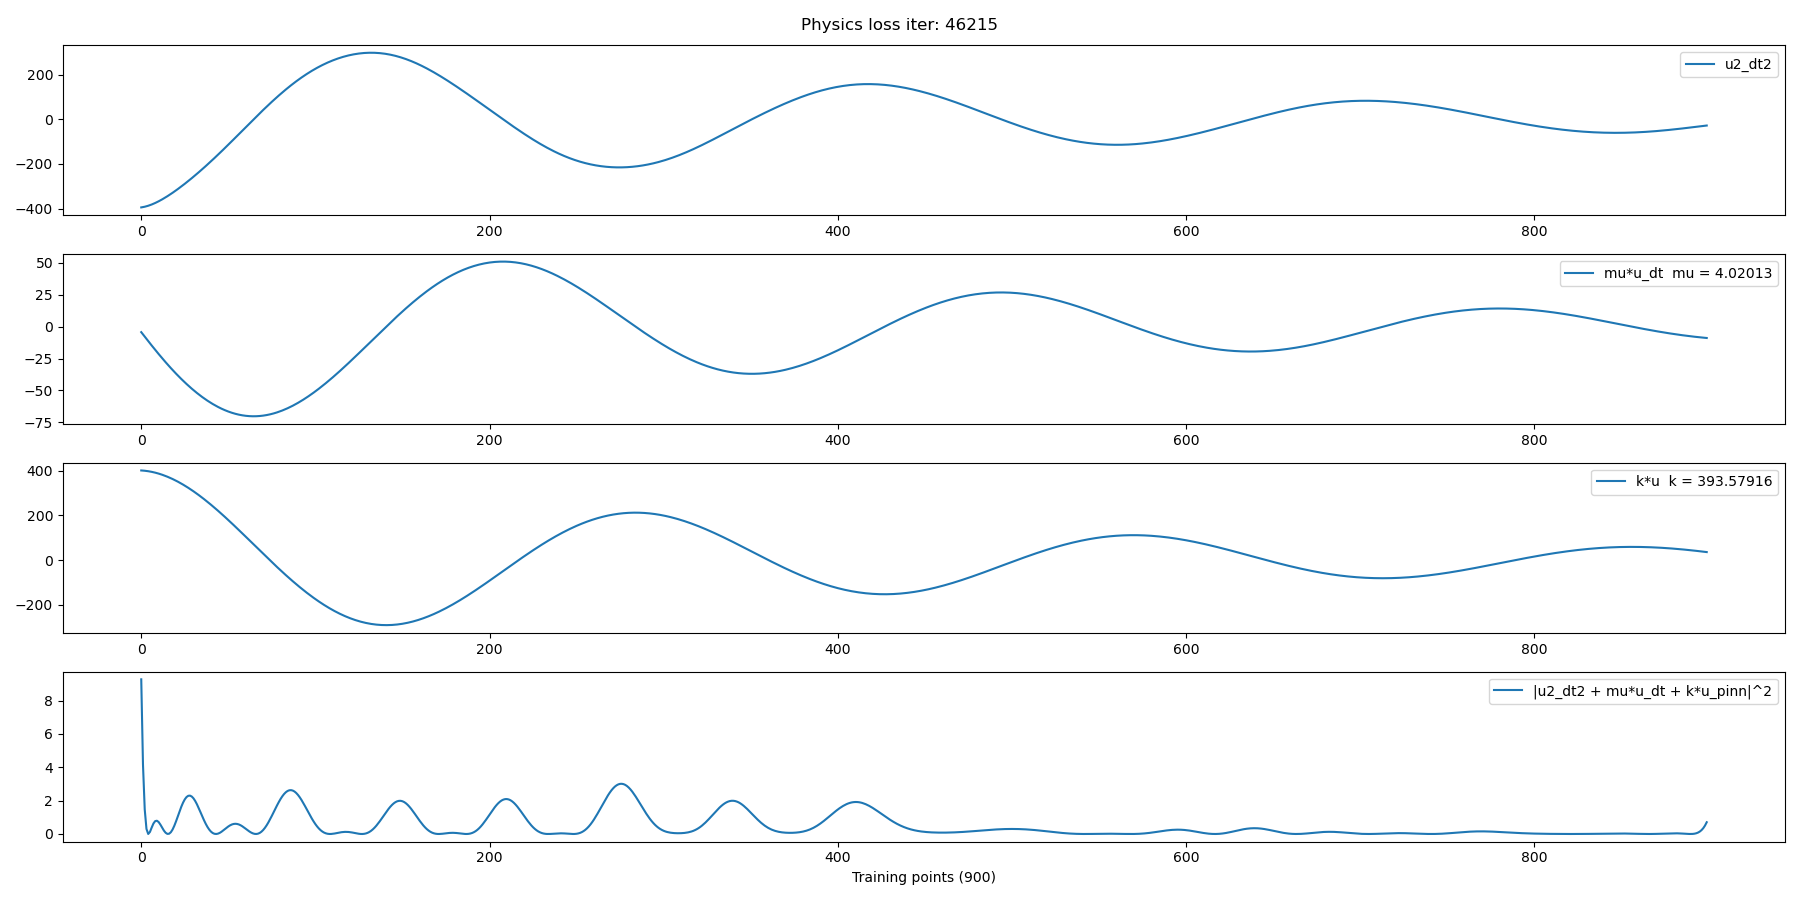 Physics loss iter: 46215
u2_dt2
200
0
−200
−400
0 200 400 600 800
mu*u_dt  mu = 4.02013
50
25
0
−25
−50
−75
0 200 400 600 800
k*u  k = 393.57916
400
200
0
−200
0 200 400 600 800
|u2_dt2 + mu*u_dt + k*u_pinn|^2
8
6
4
2
0
0 200 400 600 800
Training points (900)